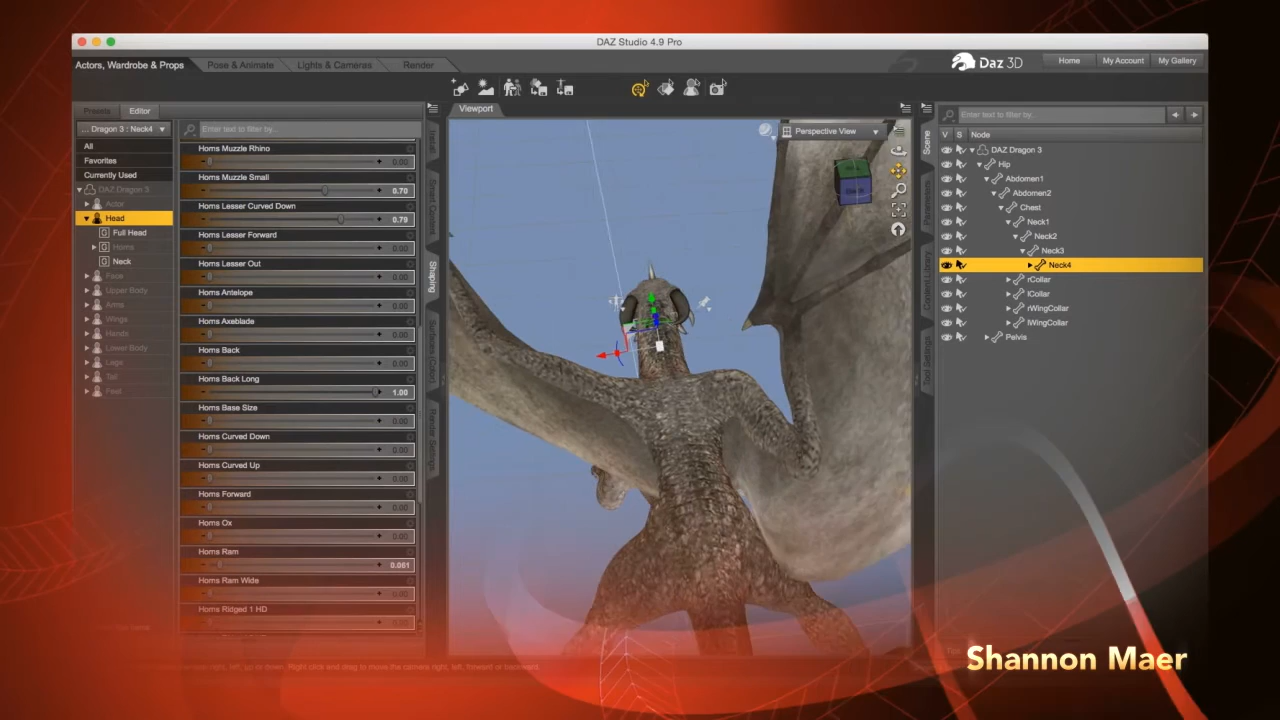 DAZ Studio 4.9 Pro
Actors, Wardrobe & Props
Pose & Animate
Lights & Cameras
Render
Daz 3D
Home
My Account
My Gallery
Presets
Editor
Viewport
... Dragon 3 : Neck4
Enter text to filter by...
All
Favorites
Currently Used
DAZ Dragon 3
Actor
Head
Full Head
Horns
Neck
Face
Upper Body
Arms
Wings
Hands
Lower Body
Legs
Tail
Feet
Horns Muzzle Rhino
0.00
Horns Muzzle Small
0.70
Horns Lesser Curved Down
0.79
Horns Lesser Forward
0.00
Horns Lesser Out
0.00
Horns Antelope
0.00
Horns Axeblade
0.00
Horns Back
0.00
Horns Back Long
1.00
Horns Base Size
0.00
Horns Curved Down
0.00
Horns Curved Up
0.00
Horns Forward
0.00
Horns Ox
0.00
Horns Ram
0.061
Horns Ram Wide
0.00
Horns Ridged 1 HD
Shaping
Perspective View
Back
Scene
Parameters
Content Library
Tool Settings
Enter text to filter by...
V S Node
DAZ Dragon 3
Hip
Abdomen1
Abdomen2
Chest
Neck1
Neck2
Neck3
Neck4
rCollar
lCollar
rWingCollar
lWingCollar
Pelvis
Shannon Maer